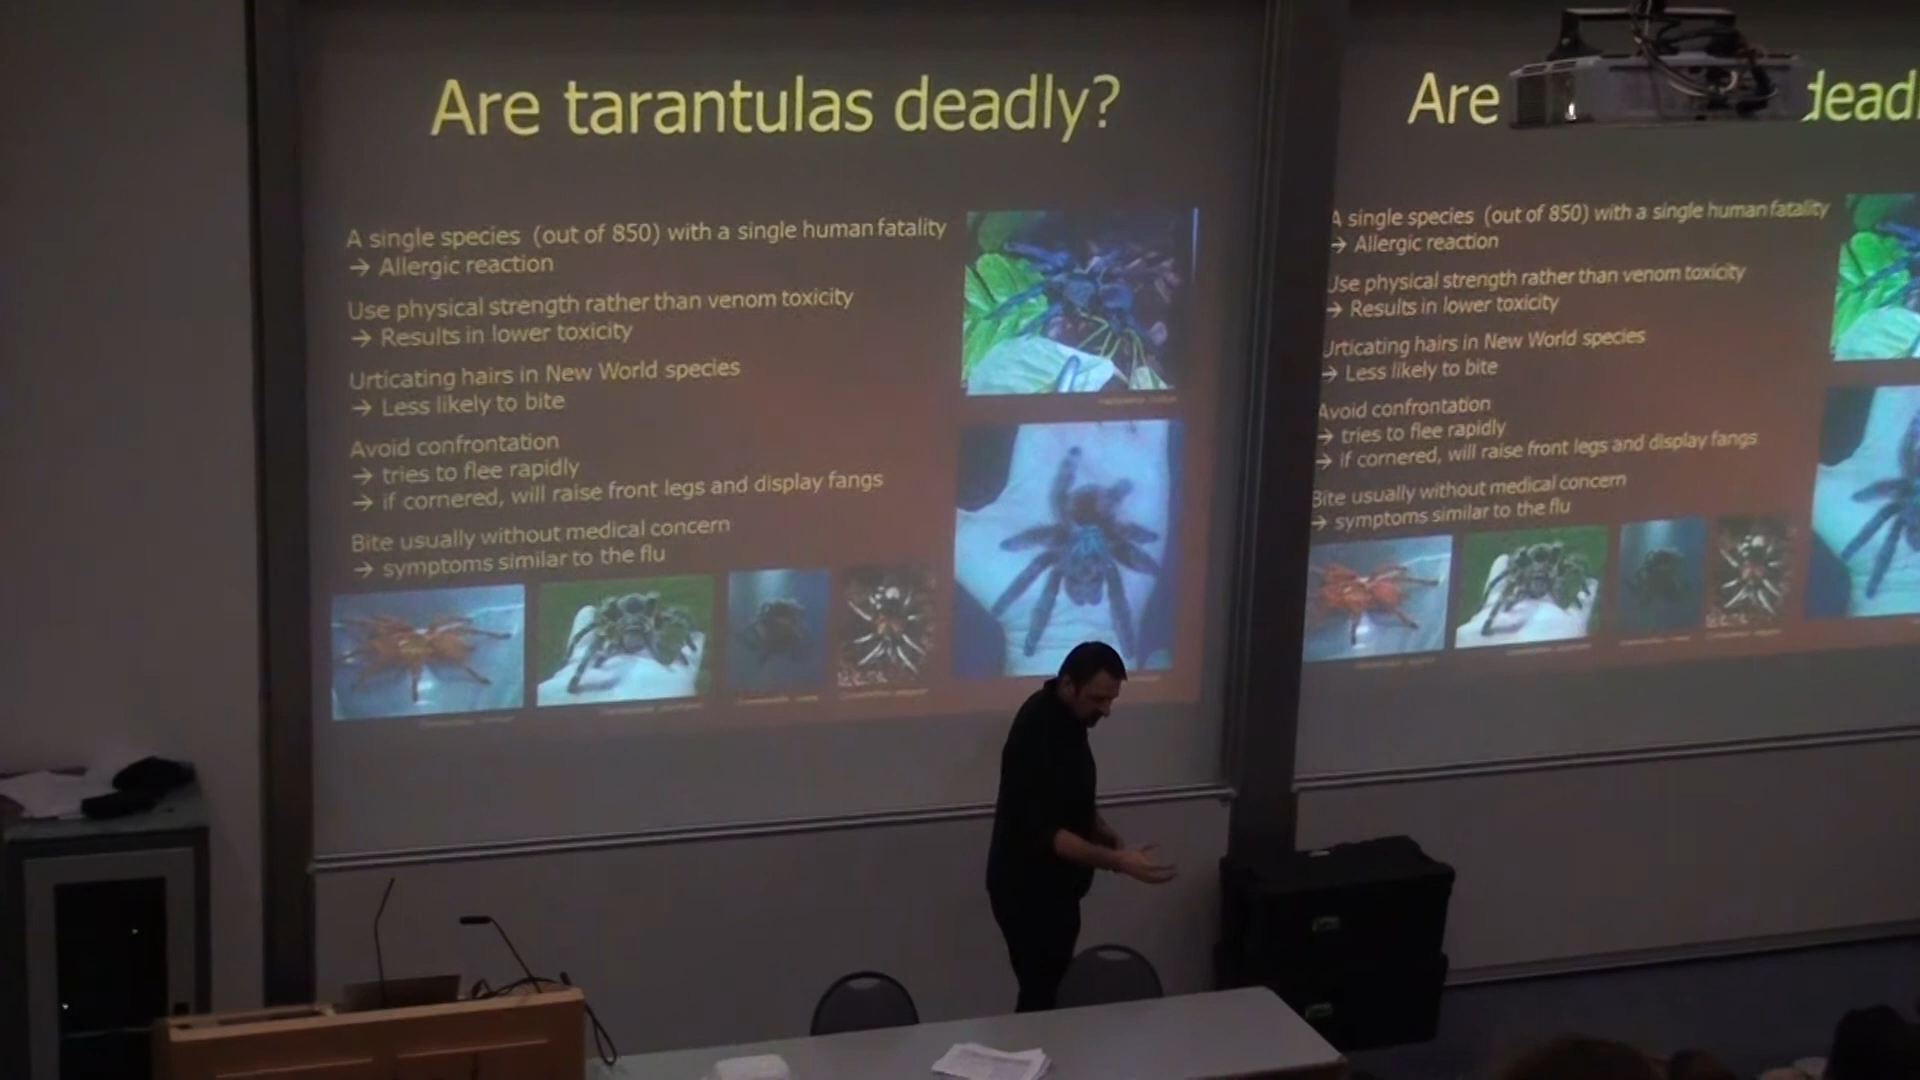 Are tarantulas deadly?
A single species (out of 850) with a single human fatality
→ Allergic reaction
Use physical strength rather than venom toxicity
→ Results in lower toxicity
Urticating hairs in New World species
→ Less likely to bite
Avoid confrontation
→ tries to flee rapidly
→ if cornered, will raise front legs and display fangs
Bite usually without medical concern
→ symptoms similar to the flu
Are deadl
A single species (out of 850) with a single human fatality
→ Allergic reaction
Use physical strength rather than venom toxicity
→ Results in lower toxicity
Urticating hairs in New World species
→ Less likely to bite
Avoid confrontation
→ tries to flee rapidly
→ if cornered, will raise front legs and display fangs
Bite usually without medical concern
→ symptoms similar to the flu